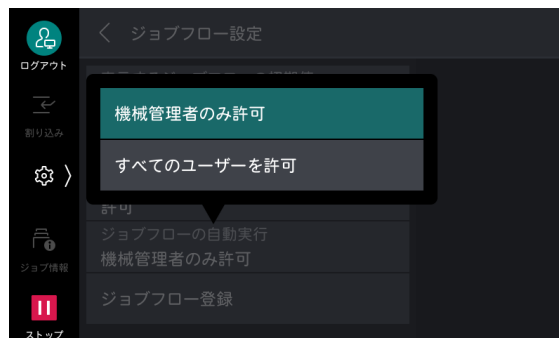 ログアウト
割り込み
ジョブ情報
ストップ
ジョブフロー設定
機械管理者のみ許可
すべてのユーザーを許可
許可
ジョブフローの自動実行
機械管理者のみ許可
ジョブフロー登録